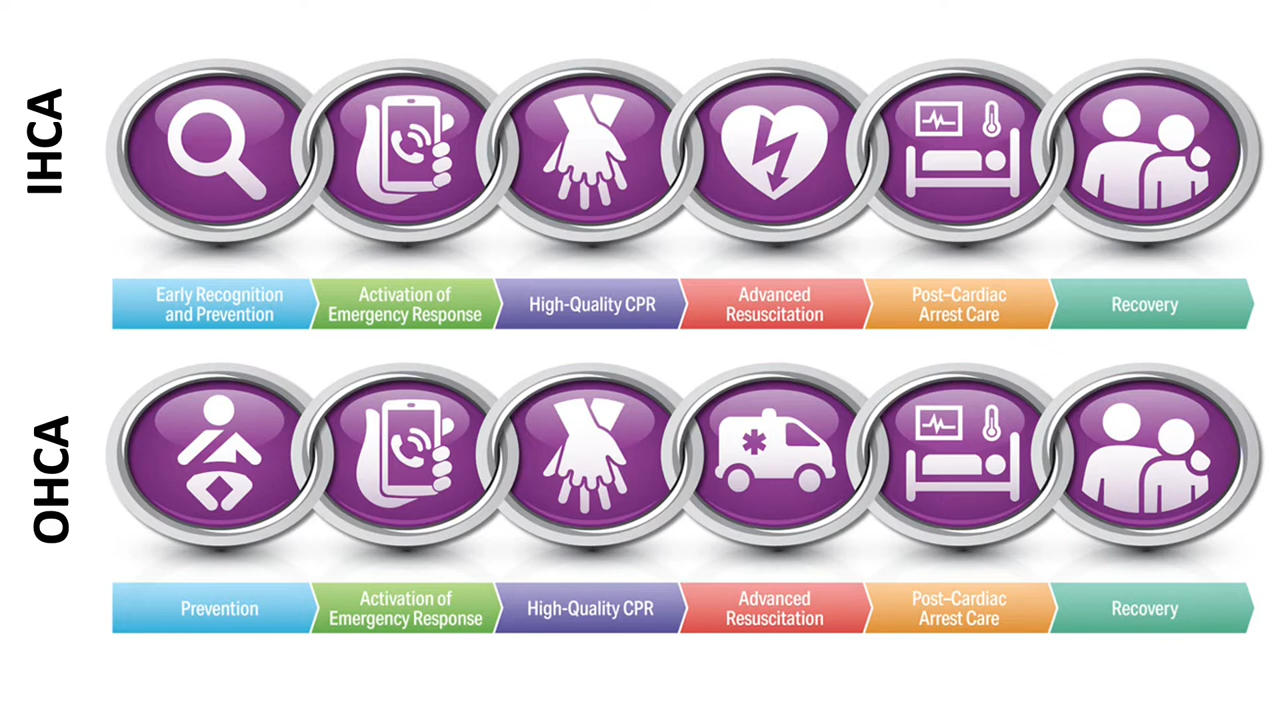 IHCA
Early Recognition
and Prevention
Activation of
Emergency Response
High-Quality CPR
Advanced
Resuscitation
Post–Cardiac
Arrest Care
Recovery
OHCA
Prevention
Activation of
Emergency Response
High-Quality CPR
Advanced
Resuscitation
Post–Cardiac
Arrest Care
Recovery